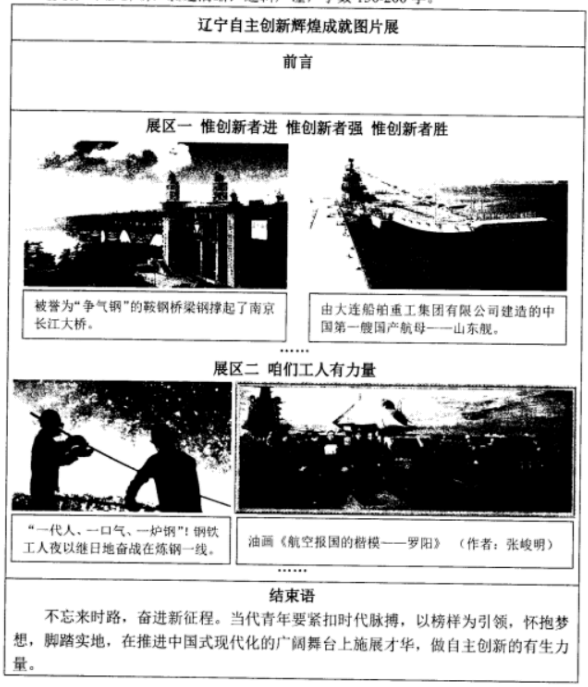 辽宁自主创新辉煌成就图片展
前言
展区一 惟创新者进 惟创新者强 惟创新者胜
被誉为“争气钢”的鞍钢桥梁钢撑起了南京
长江大桥。
由大连船舶重工集团有限公司建造的中
国第一艘国产航母——山东舰。
……
展区二 咱们工人有力量
“一代人、一口气、一炉钢”！钢铁
工人夜以继日地奋战在炼钢一线。
油画《航空报国的楷模——罗阳》 （作者：张峻明）
……
结束语
不忘来时路，奋进新征程。当代青年要紧扣时代脉搏，以榜样为引领，怀抱梦
想，脚踏实地，在推进中国式现代化的广阔舞台上施展才华，做自主创新的有生力
量。